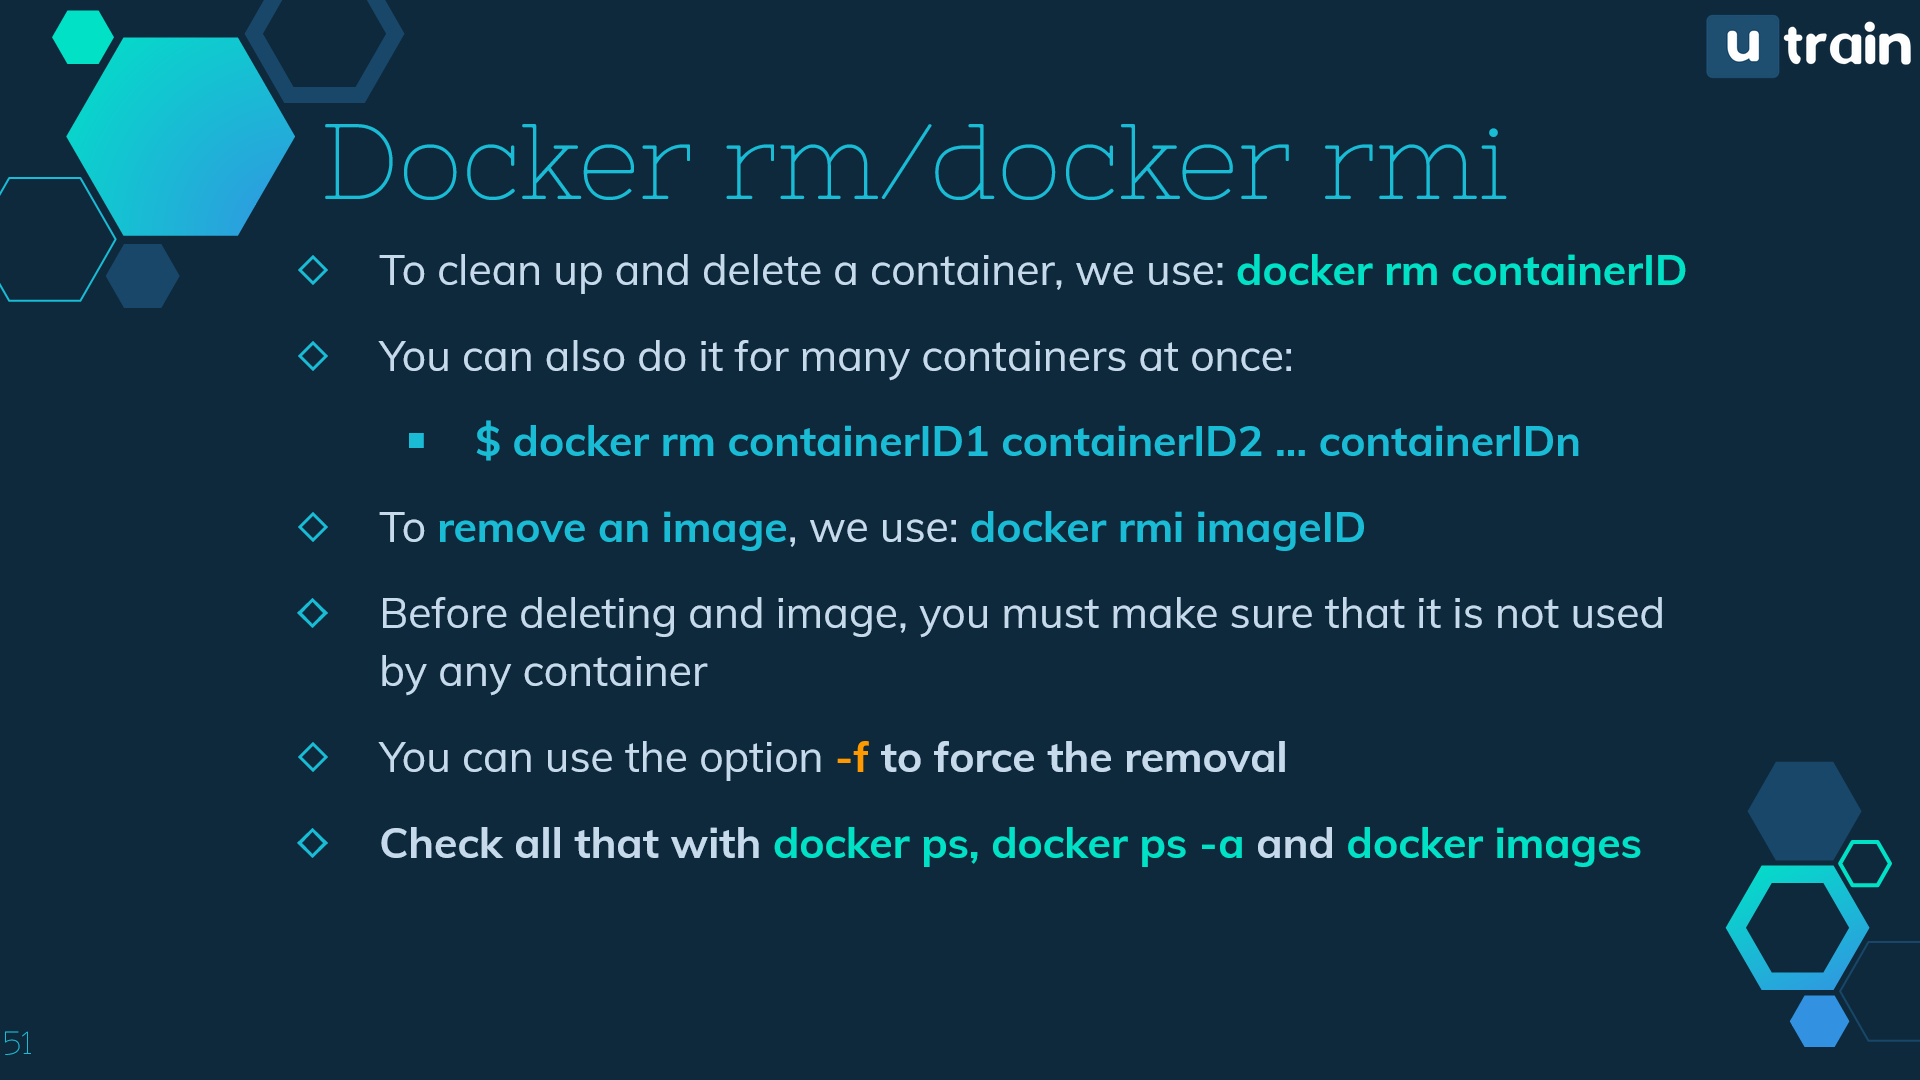 u train
Docker rm/docker rmi
To clean up and delete a container, we use: docker rm containerID
You can also do it for many containers at once:
$ docker rm containerID1 containerID2 ... containerIDn
To remove an image, we use: docker rmi imageID
Before deleting and image, you must make sure that it is not used
by any container
You can use the option -f to force the removal
Check all that with docker ps, docker ps -a and docker images
51